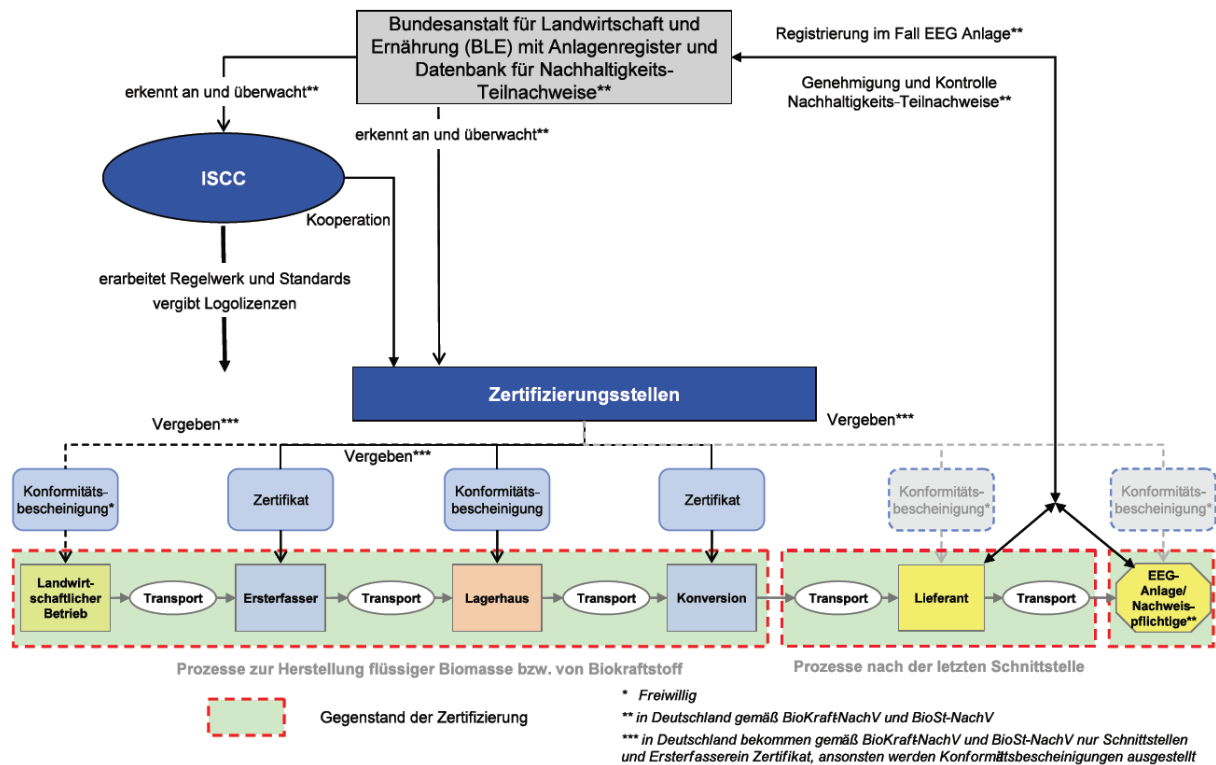 Bundesanstalt für Landwirtschaft und
Ernährung (BLE) mit Anlagenregister und
Datenbank für Nachhaltigkeits-
Teilnachweise**
Registrierung im Fall EEG Anlage**
Genehmigung und Kontrolle
Nachhaltigkeits-Teilnachweise**
erkennt an und überwacht**
erkennt an und überwacht**
ISCC
Kooperation
erarbeitet Regelwerk und Standards
vergibt Logolizenzen
Zertifizierungsstellen
Vergeben***
Vergeben***
Vergeben***
Konformitäts-
bescheinigung*
Zertifikat
Konformitäts-
bescheinigung
Zertifikat
Konformitäts-
bescheinigung*
Konformitäts-
bescheinigung*
Landwirt-
schaftlicher
Betrieb
Transport
Ersterfasser
Transport
Lagerhaus
Transport
Konversion
Transport
Lieferant
Transport
EEG-
Anlage/
Nachweis-
pflichtige**
Prozesse zur Herstellung flüssiger Biomasse bzw. von Biokraftstoff
Prozesse nach der letzten Schnittstelle
Gegenstand der Zertifizierung
* Freiwillig
** in Deutschland gemäß BioKraft-NachV und BioSt-NachV
*** in Deutschland bekommen gemäß BioKraft-NachV und BioSt-NachV nur Schnittstellen
und Ersterfasserein Zertifikat, ansonsten werden Konformitätsbescheinigungen ausgestellt